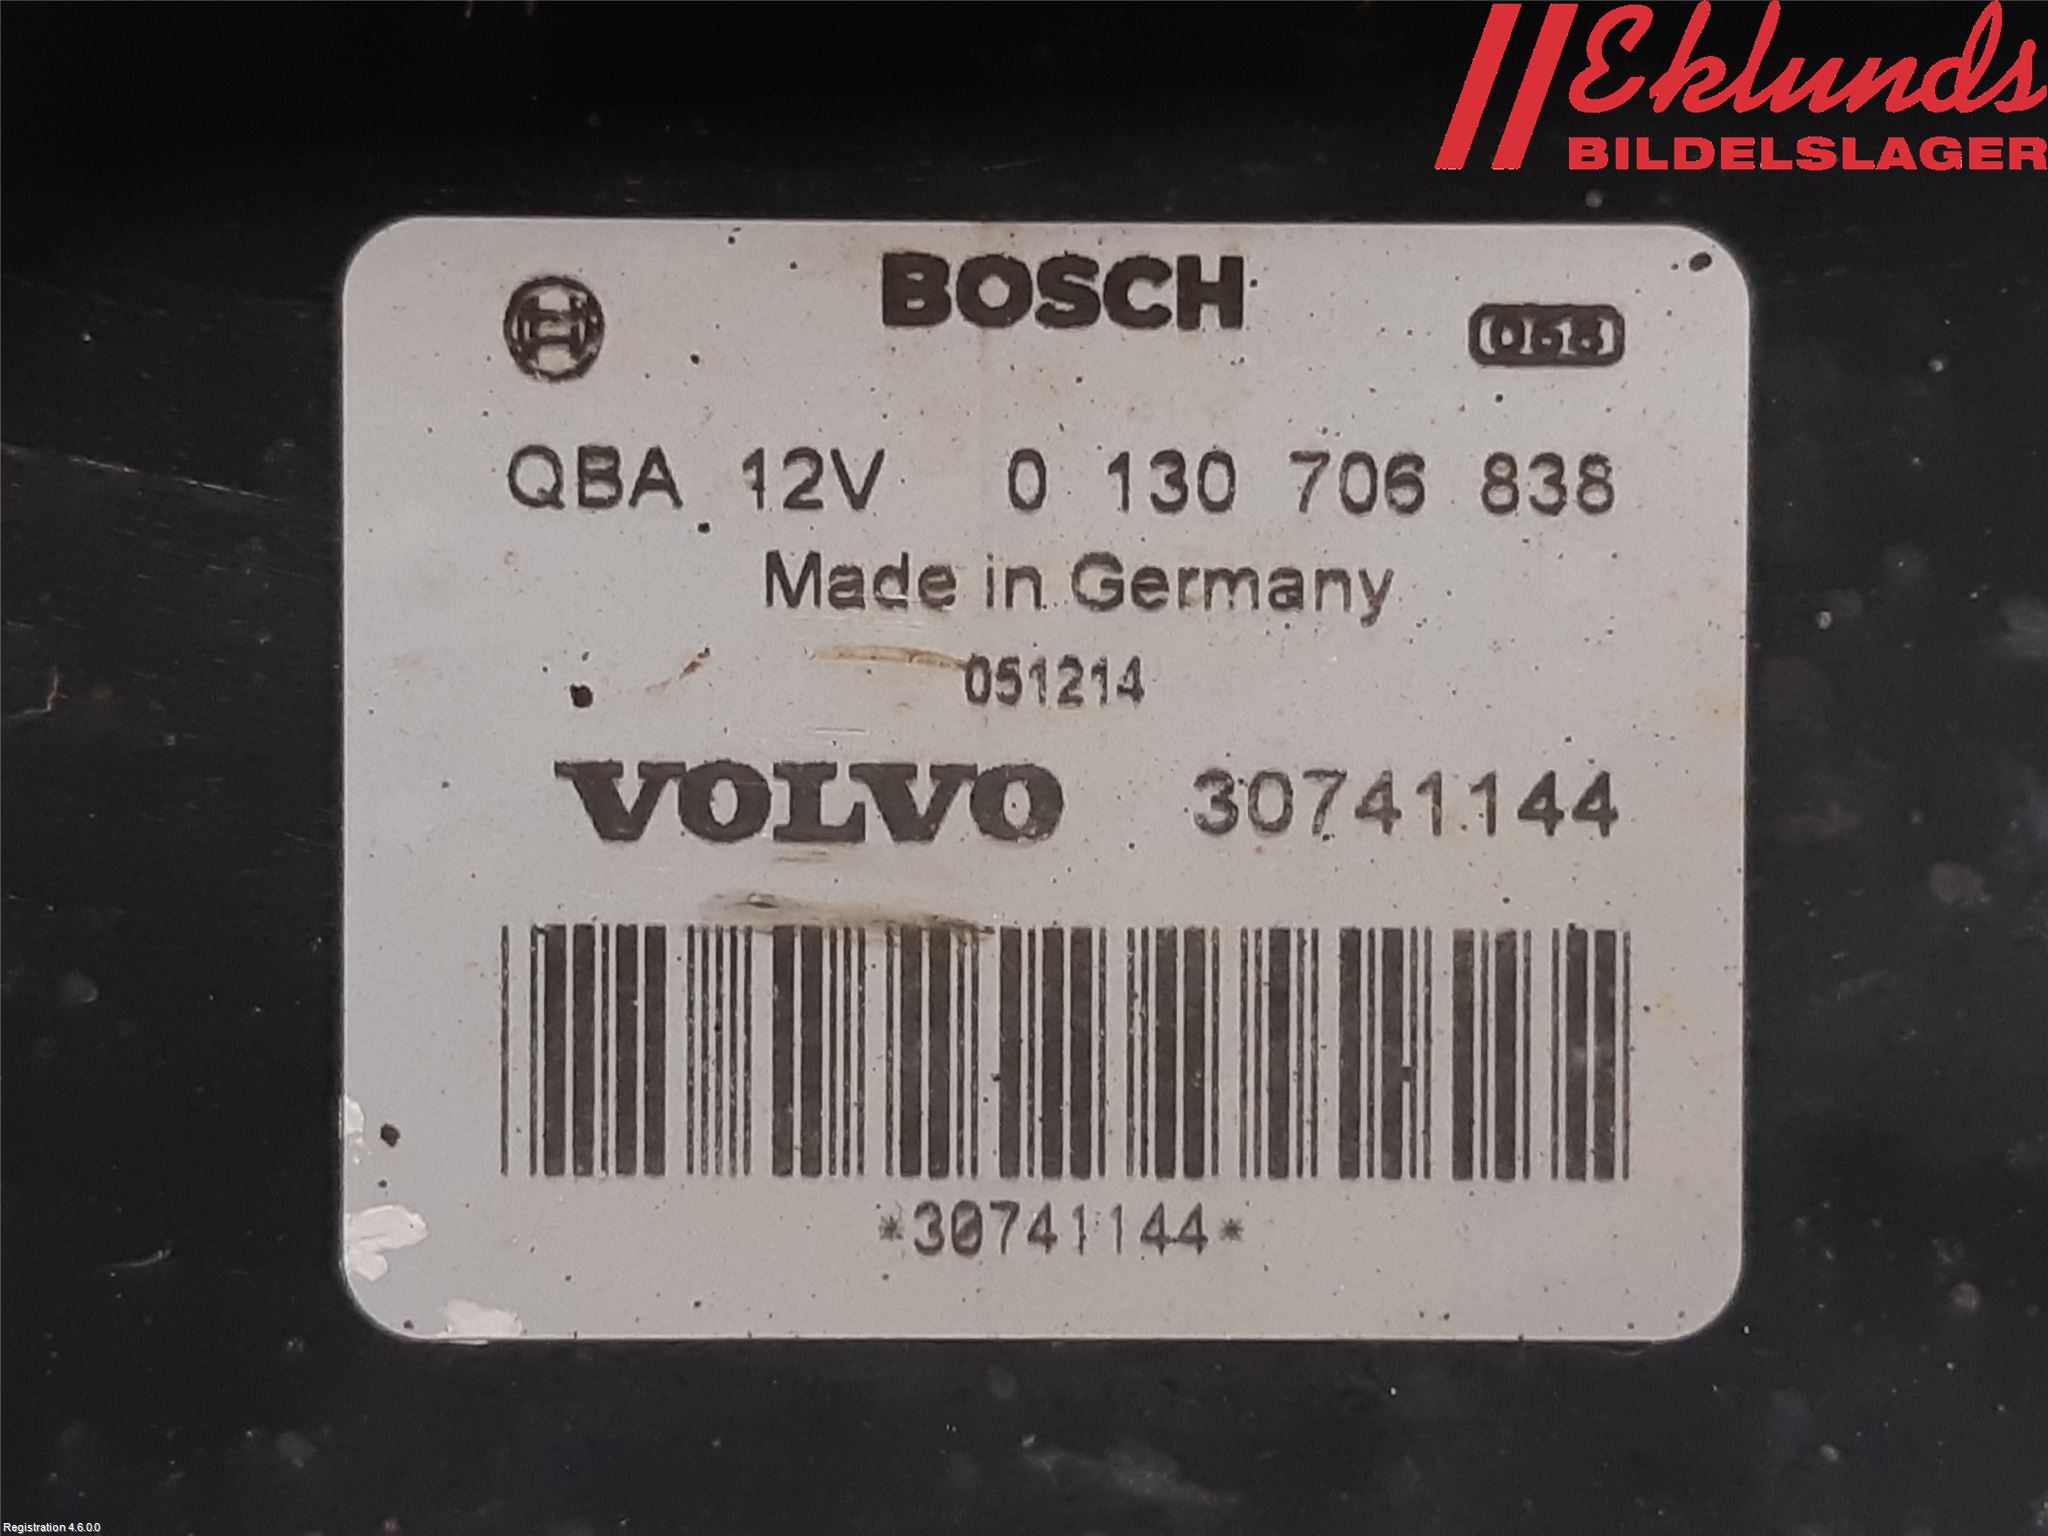 Eklunds
BILDELSLAGER
BOSCH
QBA 12V 0 130 706 838
Made in Germany
051214
VOLVO 30741144
*30741144*
Registration 4.6.0.0